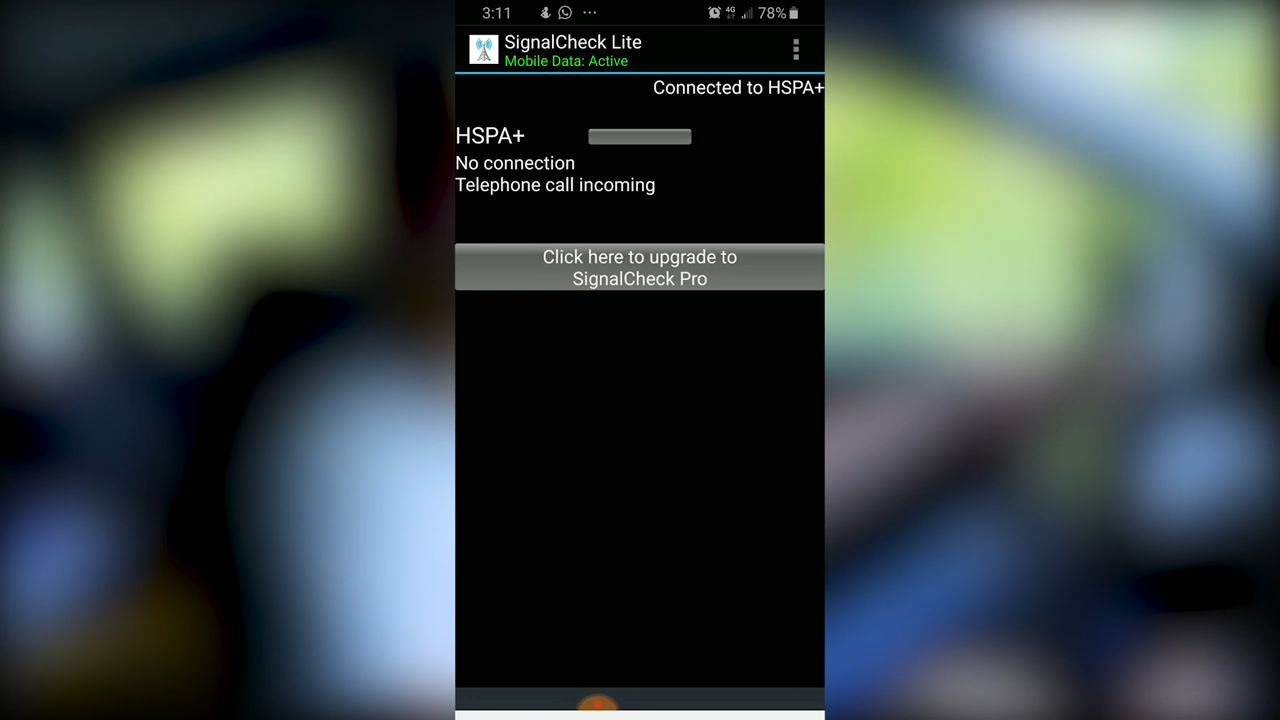 3:11 4G 78%
SignalCheck Lite
Mobile Data: Active
Connected to HSPA+
HSPA+
No connection
Telephone call incoming
Click here to upgrade to
SignalCheck Pro